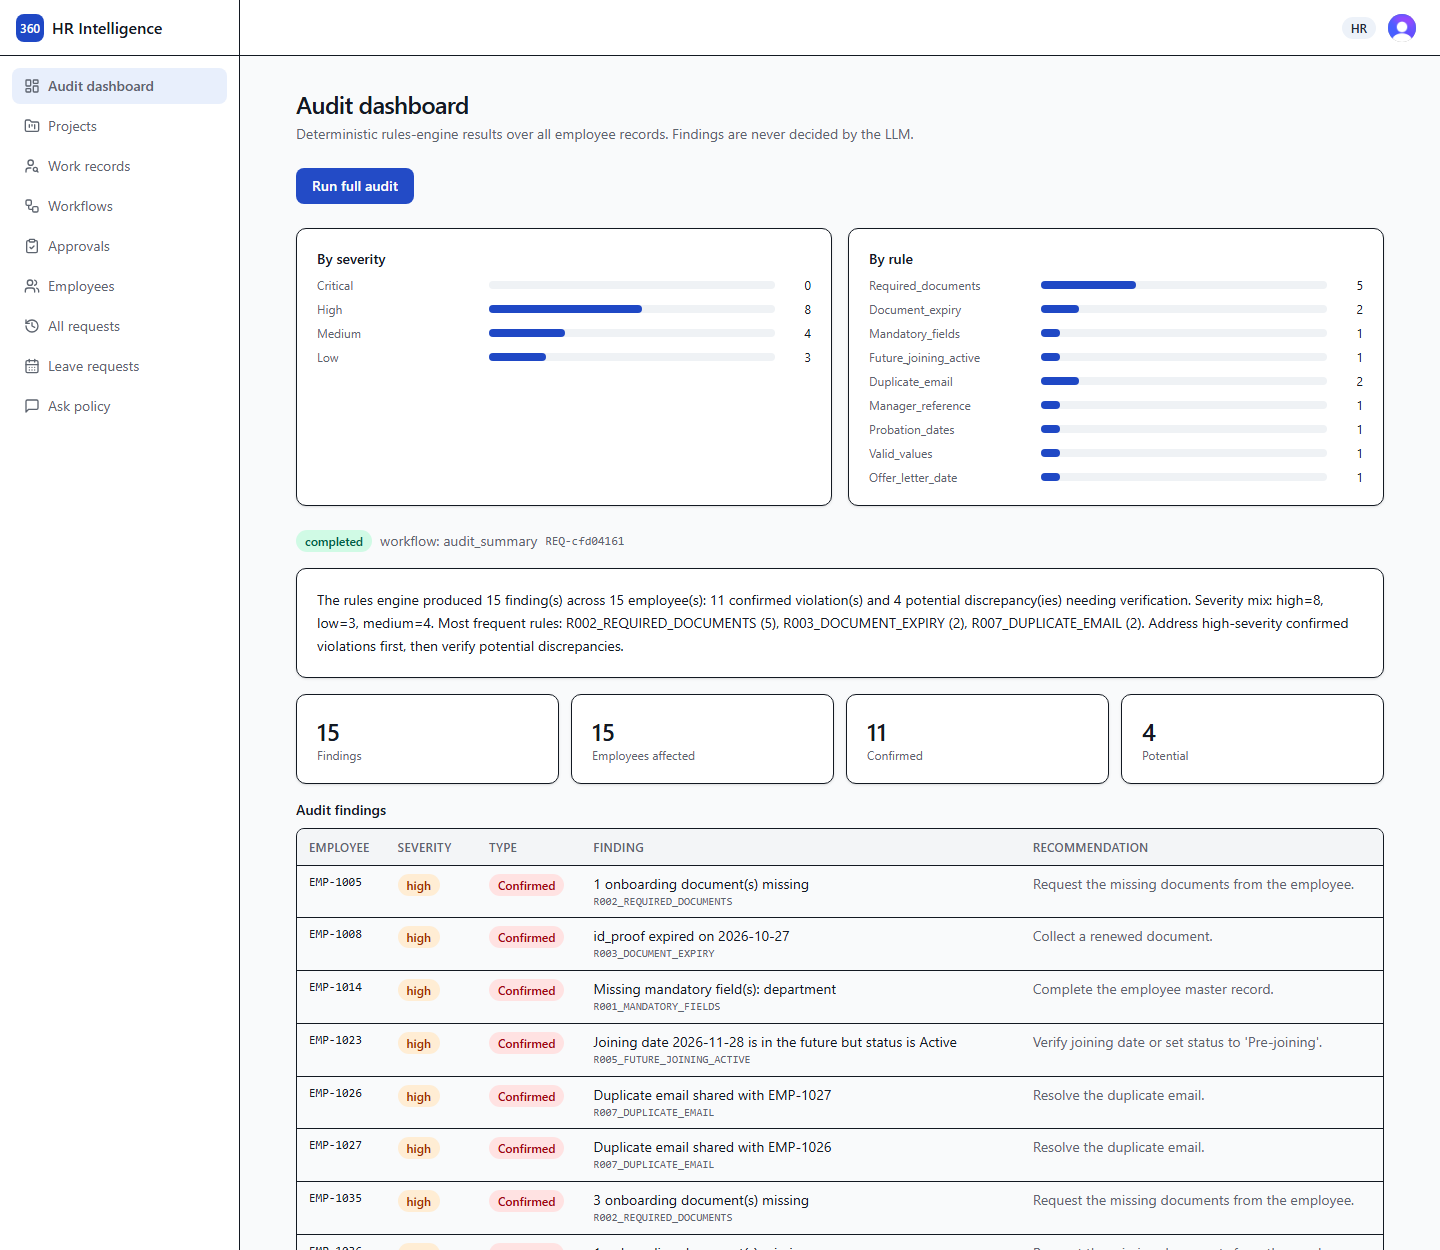 360 HR Intelligence
HR
Audit dashboard
Projects
Work records
Workflows
Approvals
Employees
All requests
Leave requests
Ask policy
Audit dashboard
Deterministic rules-engine results over all employee records. Findings are never decided by the LLM.
Run full audit
By severity
Critical 0
High 8
Medium 4
Low 3
By rule
Required_documents 5
Document_expiry 2
Mandatory_fields 1
Future_joining_active 1
Duplicate_email 2
Manager_reference 1
Probation_dates 1
Valid_values 1
Offer_letter_date 1
completed workflow: audit_summary REQ-cfd04161
The rules engine produced 15 finding(s) across 15 employee(s): 11 confirmed violation(s) and 4 potential discrepancy(ies) needing verification. Severity mix: high=8,
low=3, medium=4. Most frequent rules: R002_REQUIRED_DOCUMENTS (5), R003_DOCUMENT_EXPIRY (2), R007_DUPLICATE_EMAIL (2). Address high-severity confirmed
violations first, then verify potential discrepancies.
15
Findings
15
Employees affected
11
Confirmed
4
Potential
Audit findings
EMPLOYEE SEVERITY TYPE FINDING RECOMMENDATION
EMP-1005 high Confirmed 1 onboarding document(s) missing Request the missing documents from the employee.
R002_REQUIRED_DOCUMENTS
EMP-1008 high Confirmed id_proof expired on 2026-10-27 Collect a renewed document.
R003_DOCUMENT_EXPIRY
EMP-1014 high Confirmed Missing mandatory field(s): department Complete the employee master record.
R001_MANDATORY_FIELDS
EMP-1023 high Confirmed Joining date 2026-11-28 is in the future but status is Active Verify joining date or set status to 'Pre-joining'.
R005_FUTURE_JOINING_ACTIVE
EMP-1026 high Confirmed Duplicate email shared with EMP-1027 Resolve the duplicate email.
R007_DUPLICATE_EMAIL
EMP-1027 high Confirmed Duplicate email shared with EMP-1026 Resolve the duplicate email.
R007_DUPLICATE_EMAIL
EMP-1035 high Confirmed 3 onboarding document(s) missing Request the missing documents from the employee.
R002_REQUIRED_DOCUMENTS